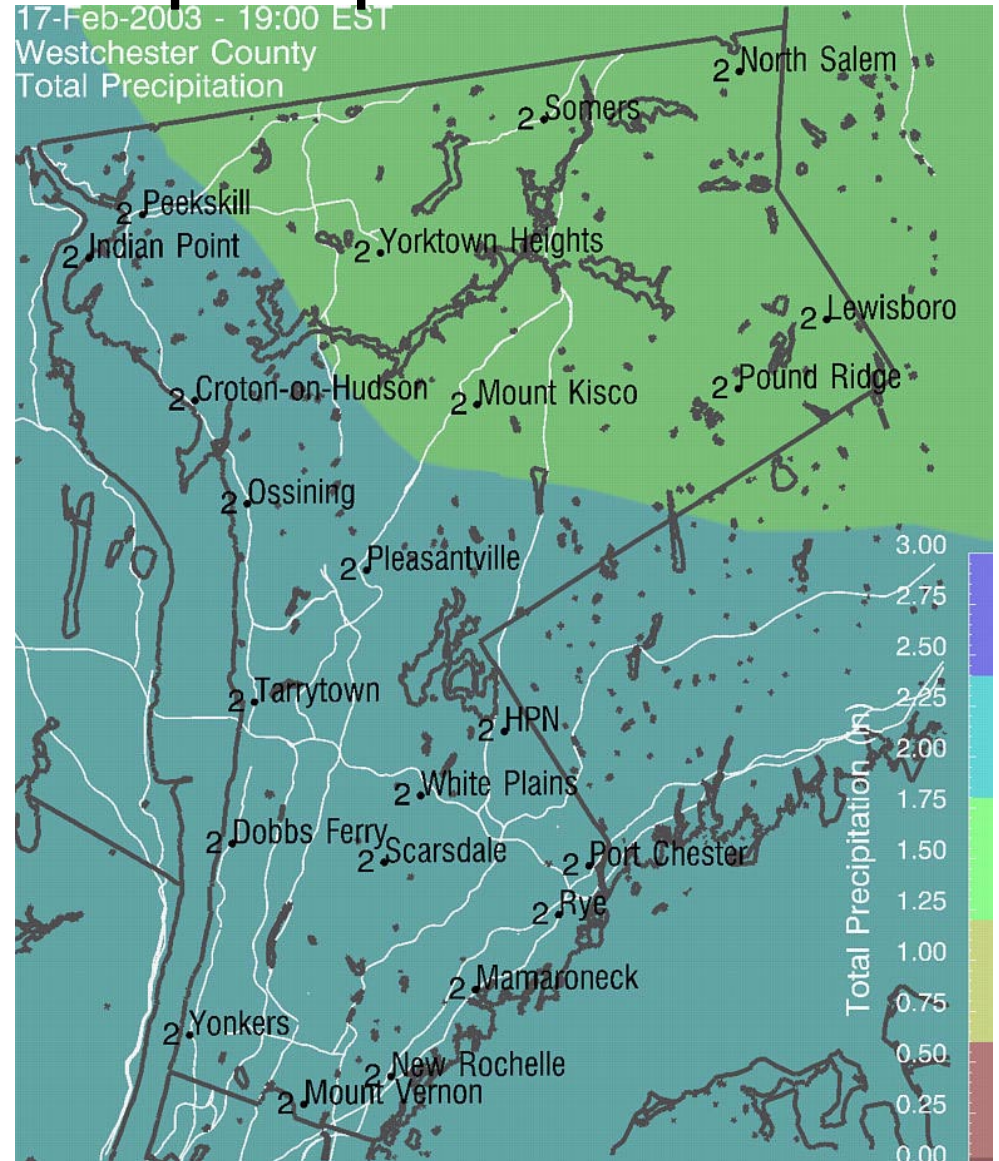 17-Feb-2003 - 19:00 EST
Westchester County
Total Precipitation
2 North Salem
2 Somers
2 Peekskill
2 Yorktown Heights
2 Indian Point
2 Lewisboro
2 Pound Ridge
2 Croton-on-Hudson
2 Mount Kisco
2 Ossining
2 Pleasantville
2 Tarrytown
2 HPN
2 White Plains
2 Dobbs Ferry
2 Scarsdale
2 Port Chester
2 Rye
2 Mamaroneck
2 Yonkers
2 New Rochelle
2 Mount Vernon
Total Precipitation (in)
3.00
2.75
2.50
2.25
2.00
1.75
1.50
1.25
1.00
0.75
0.50
0.25
0.00